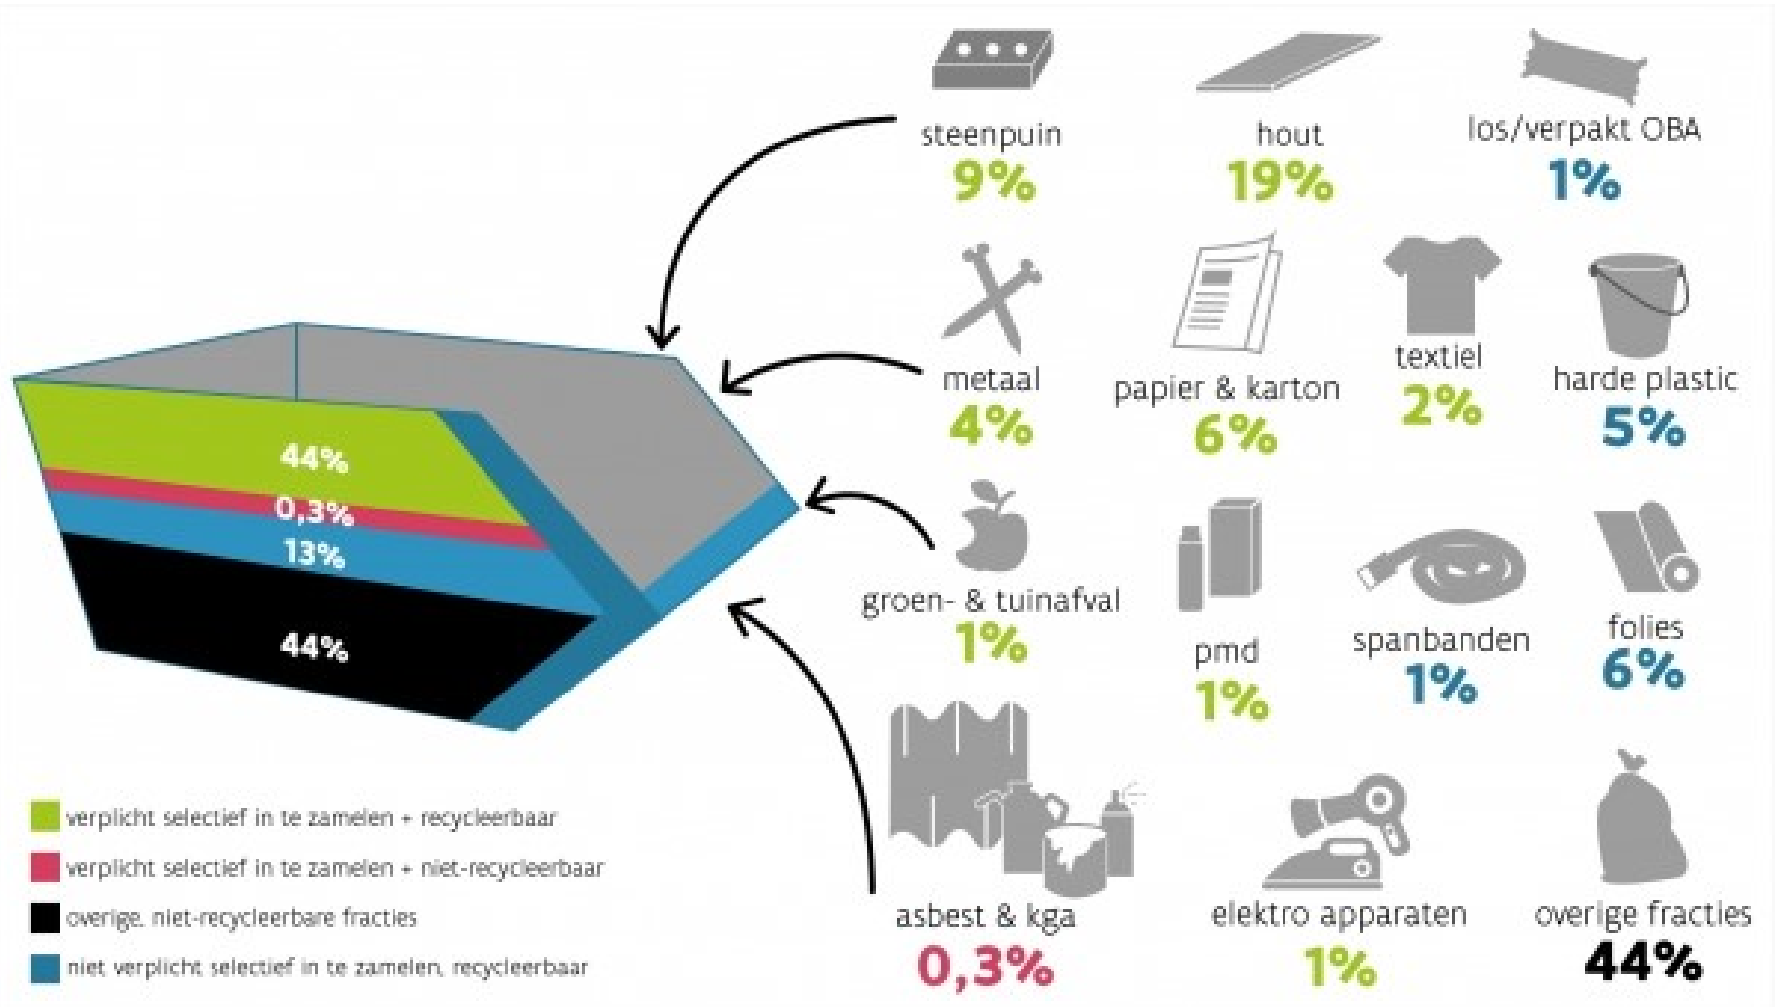 steenpuin
9%
hout
19%
los/verpakt OBA
1%
metaal
4%
papier & karton
6%
textiel
2%
harde plastic
5%
groen- & tuinafval
1%
pmd
1%
spanbanden
1%
folies
6%
asbest & kga
0,3%
elektro apparaten
1%
overige fracties
44%
44%
0,3%
13%
44%
verplicht selectief in te zamelen + recycleerbaar
verplicht selectief in te zamelen + niet-recycleerbaar
overige, niet-recycleerbare fracties
niet verplicht selectief in te zamelen, recycleerbaar